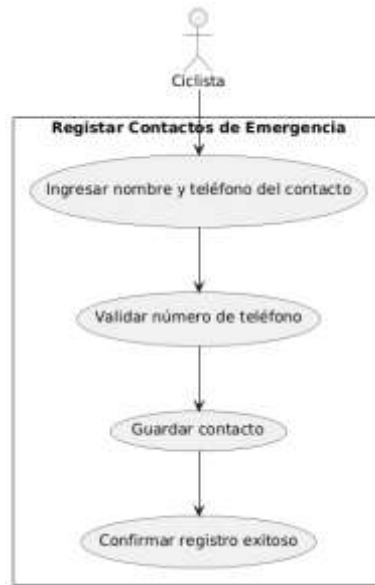 Ciclista
Registar Contactos de Emergencia
Ingresar nombre y teléfono del contacto
Validar número de teléfono
Guardar contacto
Confirmar registro exitoso